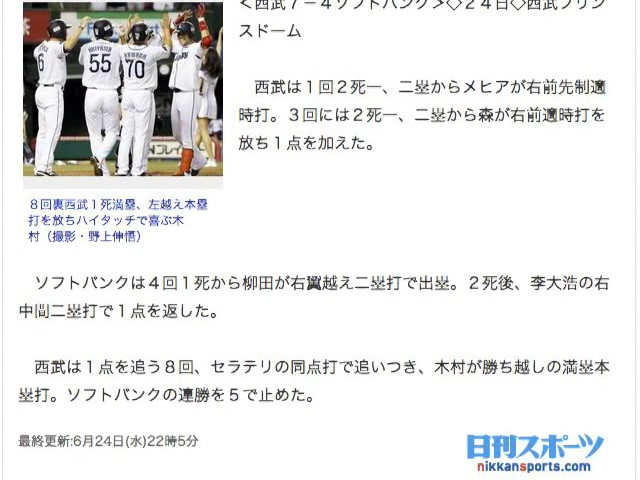 ＜西武７－４ソフトバンク＞◇２４日◇西武プリン
スドーム
西武は１回２死一、二塁からメヒアが右前先制適
時打。３回には２死一、二塁から森が右前適時打を
放ち１点を加えた。
6
55
70
８回裏西武１死満塁、左越え本塁
打を放ちハイタッチで喜ぶ木
村（撮影・野上伸悟）
ソフトバンクは４回１死から柳田が右翼越え二塁打で出塁。２死後、李大浩の右
中間二塁打で１点を返した。
西武は１点を追う８回、セラテリの同点打で追いつき、木村が勝ち越しの満塁本
塁打。ソフトバンクの連勝を５で止めた。
最終更新:6月24日(水)22時5分
日刊スポーツ
nikkansports.com